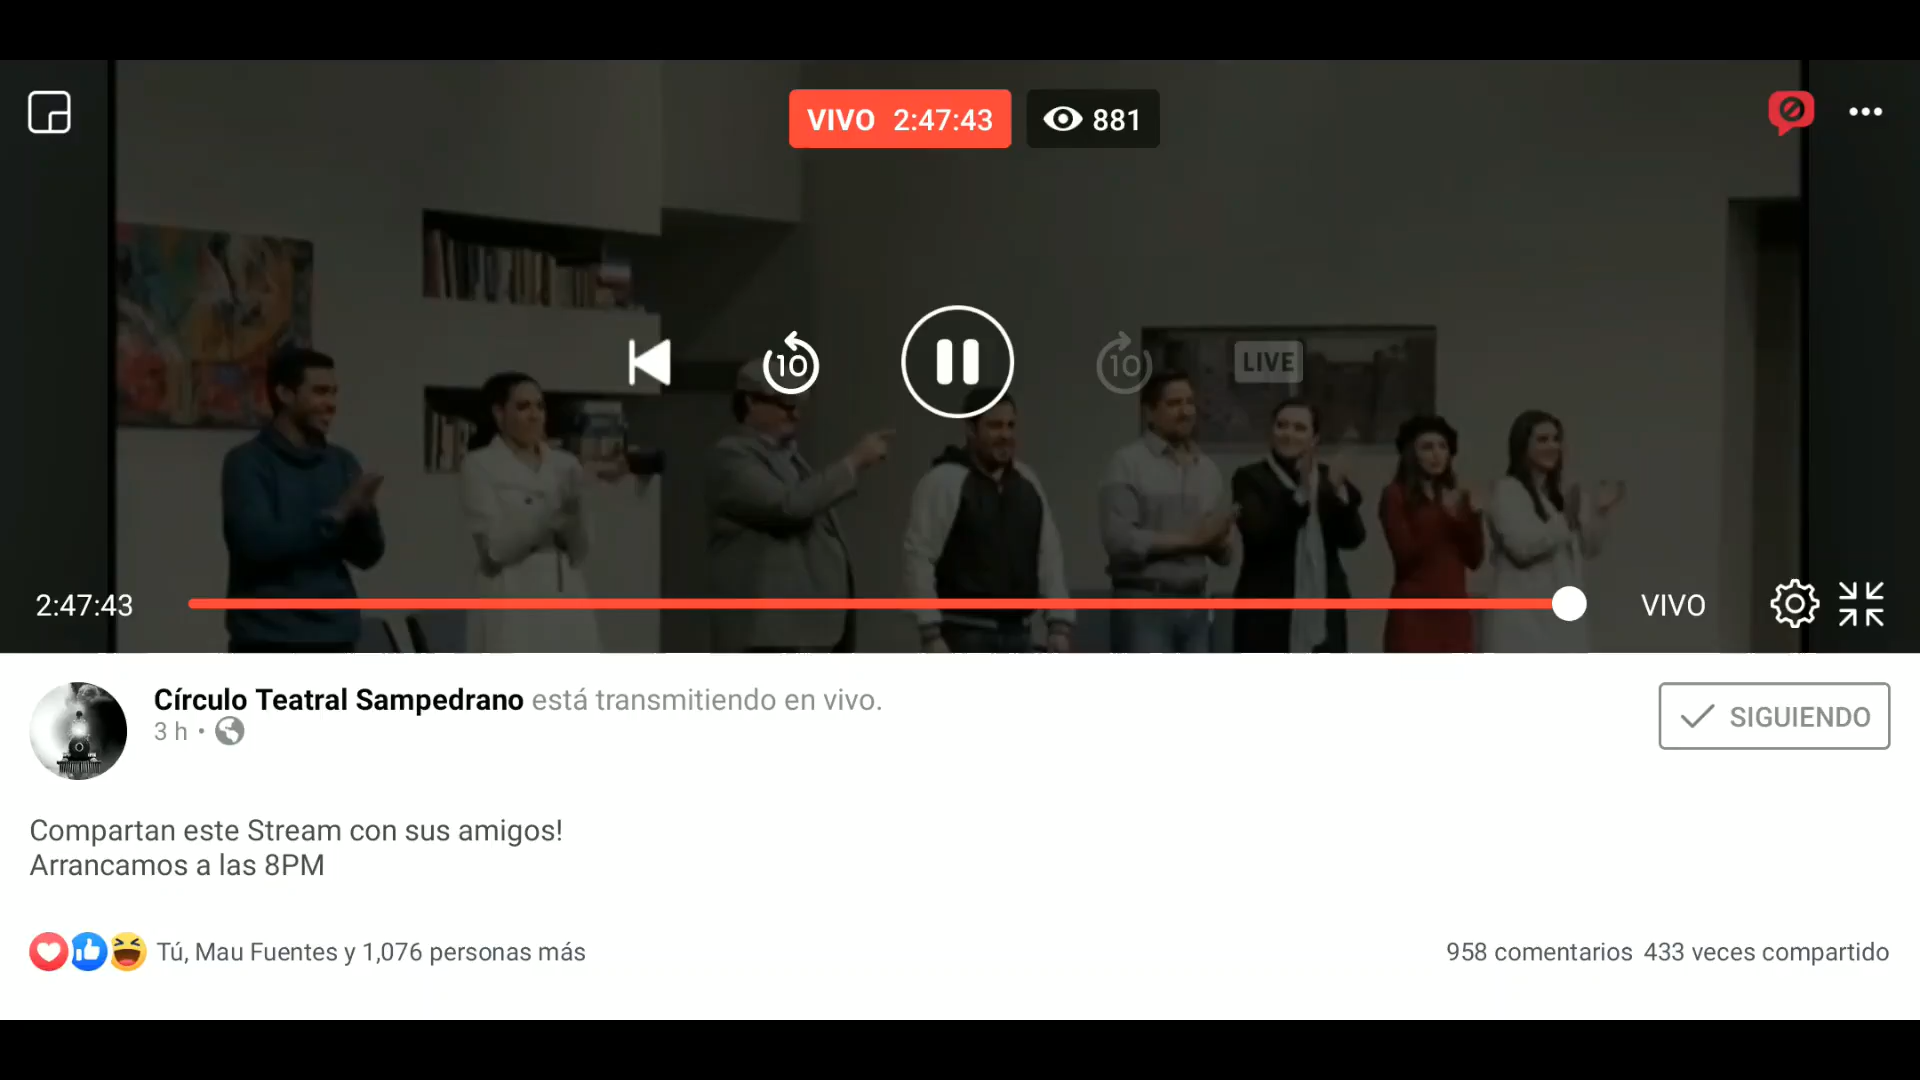 VIVO 2:47:43 881
10 10 LIVE
2:47:43 VIVO
Círculo Teatral Sampedrano está transmitiendo en vivo.
3 h •
SIGUIENDO
Compartan este Stream con sus amigos!
Arrancamos a las 8PM
Tú, Mau Fuentes y 1,076 personas más
958 comentarios 433 veces compartido